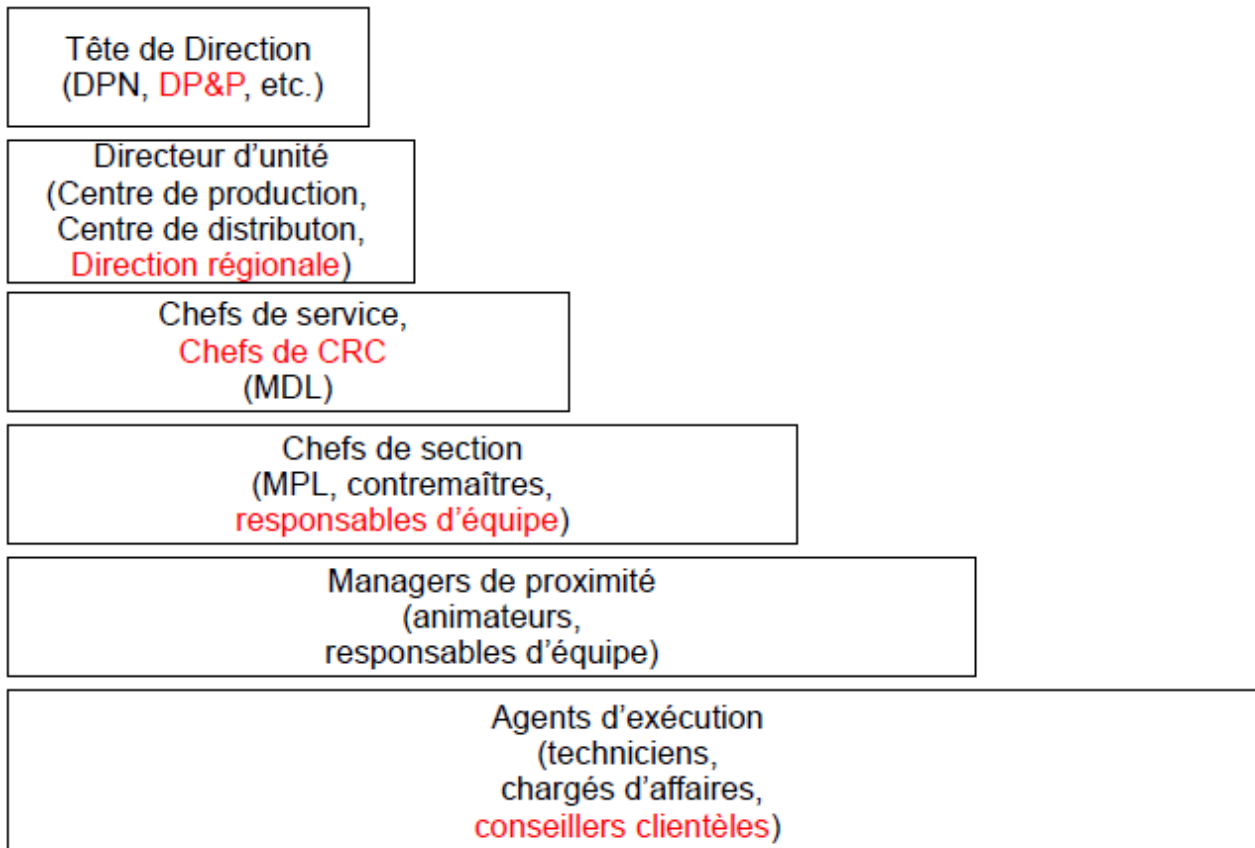 Tête de Direction
(DPN, DP&P, etc.)
Directeur d'unité
(Centre de production,
Centre de distributon,
Direction régionale)
Chefs de service,
Chefs de CRC
(MDL)
Chefs de section
(MPL, contremaîtres,
responsables d'équipe)
Managers de proximité
(animateurs,
responsables d'équipe)
Agents d'exécution
(techniciens,
chargés d'affaires,
conseillers clientèles)